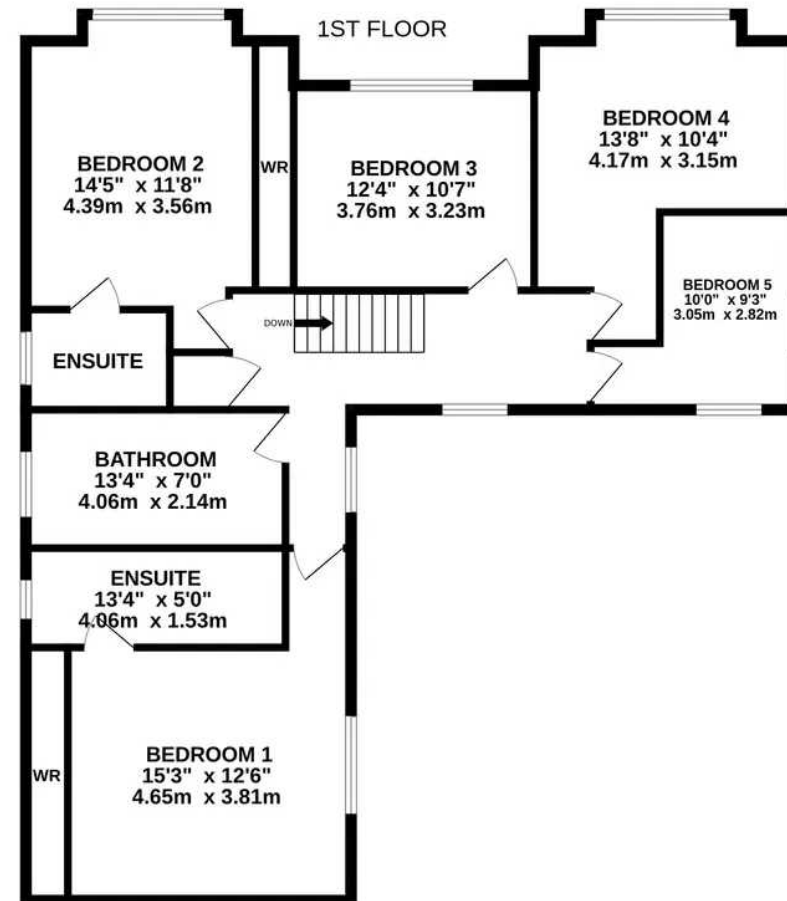 1ST FLOOR
BEDROOM 2
14'5" x 11'8"
4.39m x 3.56m
WR
BEDROOM 3
12'4" x 10'7"
3.76m x 3.23m
BEDROOM 4
13'8" x 10'4"
4.17m x 3.15m
BEDROOM 5
10'0" x 9'3"
3.05m x 2.82m
DOWN
ENSUITE
BATHROOM
13'4" x 7'0"
4.06m x 2.14m
ENSUITE
13'4" x 5'0"
4.06m x 1.53m
WR
BEDROOM 1
15'3" x 12'6"
4.65m x 3.81m